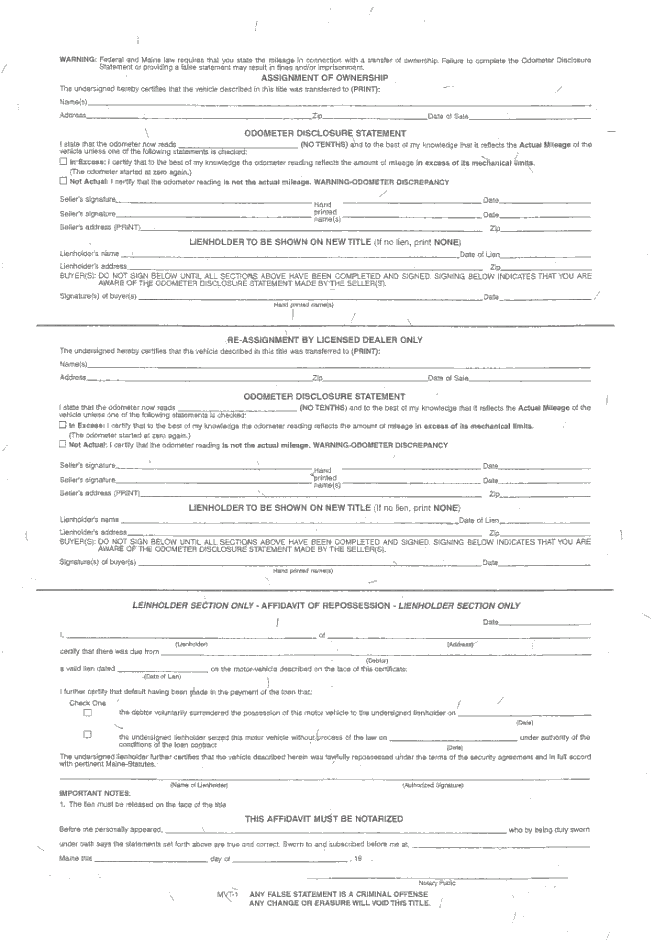 WARNING: Federal and Maine law requires that you state the mileage in connection with a transfer of ownership. Failure to complete the Odometer Disclosure
Statement or providing a false statement may result in fines and/or imprisonment.
ASSIGNMENT OF OWNERSHIP
The undersigned hereby certifies that the vehicle described in this title was transferred to (PRINT):
Name(s)
Address Zip Date of Sale
ODOMETER DISCLOSURE STATEMENT
I state that the odometer now reads (NO TENTHS) and to the best of my knowledge that it reflects the Actual Mileage of the
vehicle unless one of the following statements is checked:
☐ In Excess: I certify that to the best of my knowledge the odometer reading reflects the amount of mileage in excess of its mechanical limits.
(The odometer started at zero again.)
☐ Not Actual: I certify that the odometer reading is not the actual mileage. WARNING-ODOMETER DISCREPANCY
Seller's signature Hand Date
Seller's signature printed Date
name(s)
Seller's address (PRINT) Zip
LIENHOLDER TO BE SHOWN ON NEW TITLE (If no lien, print NONE)
Lienholder's name Date of Lien
Lienholder's address Zip
BUYER(S): DO NOT SIGN BELOW UNTIL ALL SECTIONS ABOVE HAVE BEEN COMPLETED AND SIGNED. SIGNING BELOW INDICATES THAT YOU ARE
AWARE OF THE ODOMETER DISCLOSURE STATEMENT MADE BY THE SELLER(S).
Signature(s) of buyer(s) Date
Hand printed name(s)
RE-ASSIGNMENT BY LICENSED DEALER ONLY
The undersigned hereby certifies that the vehicle described in this title was transferred to (PRINT):
Name(s)
Address Zip Date of Sale
ODOMETER DISCLOSURE STATEMENT
I state that the odometer now reads (NO TENTHS) and to the best of my knowledge that it reflects the Actual Mileage of the
vehicle unless one of the following statements is checked:
☐ In Excess: I certify that to the best of my knowledge the odometer reading reflects the amount of mileage in excess of its mechanical limits.
(The odometer started at zero again.)
☐ Not Actual: I certify that the odometer reading is not the actual mileage. WARNING-ODOMETER DISCREPANCY
Seller's signature Hand Date
Seller's signature printed Date
name(s)
Seller's address (PRINT) Zip
LIENHOLDER TO BE SHOWN ON NEW TITLE (If no lien, print NONE)
Lienholder's name Date of Lien
Lienholder's address Zip
BUYER(S): DO NOT SIGN BELOW UNTIL ALL SECTIONS ABOVE HAVE BEEN COMPLETED AND SIGNED. SIGNING BELOW INDICATES THAT YOU ARE
AWARE OF THE ODOMETER DISCLOSURE STATEMENT MADE BY THE SELLER(S).
Signature(s) of buyer(s) Date
Hand printed name(s)
LEINHOLDER SECTION ONLY - AFFIDAVIT OF REPOSSESSION - LIENHOLDER SECTION ONLY
Date
I, of
(Lienholder) (Address)
certify that there was due from
(Debtor)
a valid lien dated on the motor vehicle described on the face of this certificate.
(Date of Lien)
I further certify that default having been made in the payment of the loan that:
Check One
☐ the debtor voluntarily surrendered the possession of this motor vehicle to the undersigned lienholder on
(Date)
☐ the undersigned lienholder seized this motor vehicle without process of the law on under authority of the
conditions of the loan contract (Date)
The undersigned lienholder further certifies that the vehicle described herein was lawfully repossessed under the terms of the security agreement and in full accord
with pertinent Maine Statutes.
(Name of Lienholder) (Authorized Signature)
IMPORTANT NOTES:
1. The lien must be released on the face of the title
THIS AFFIDAVIT MUST BE NOTARIZED
Before me personally appeared, who by being duly sworn
under oath says the statements set forth above are true and correct. Sworn to and subscribed before me at,
Maine this day of , 19
Notary Public
MVT-1 ANY FALSE STATEMENT IS A CRIMINAL OFFENSE
ANY CHANGE OR ERASURE WILL VOID THIS TITLE.